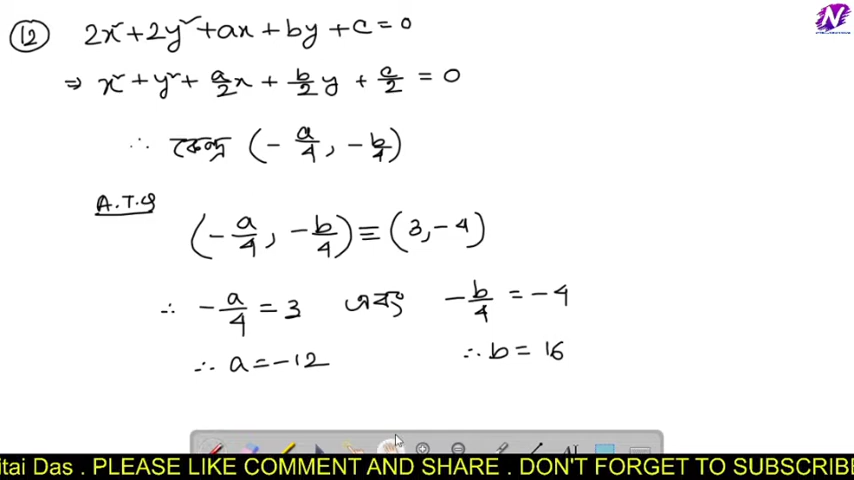 (12) 2x² + 2y² + ax + by + c = 0
⇒ x² + y² + a/2 x + b/2 y + c/2 = 0
∴ কেন্দ্র (- a/4, - b/4)
A.T.Q
(- a/4, - b/4) ≡ (3, -4)
∴ - a/4 = 3 এবং - b/4 = -4
∴ a = -12 ∴ b = 16
itai Das . PLEASE LIKE COMMENT AND SHARE . DON'T FORGET TO SUBSCRIBE